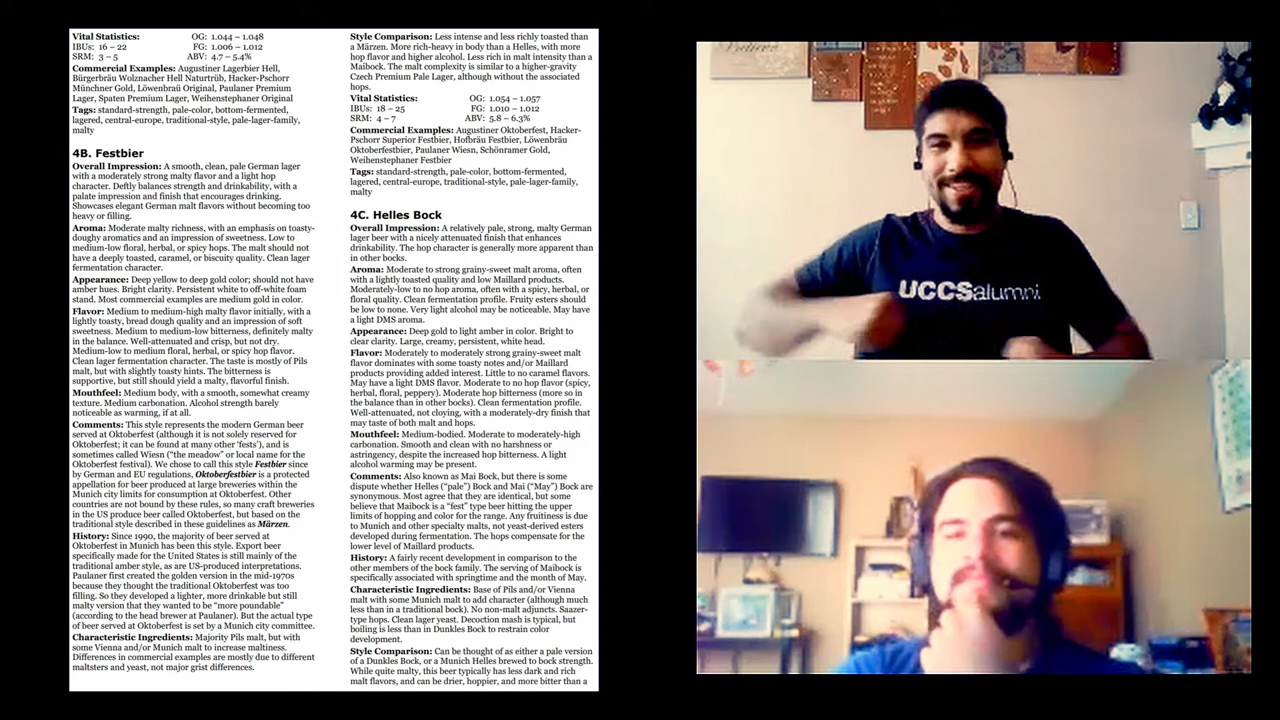 Vital Statistics: OG: 1.044 – 1.048
IBUs: 16 – 22 FG: 1.006 – 1.012
SRM: 3 – 5 ABV: 4.7 – 5.4%
Commercial Examples: Augustiner Lagerbier Hell,
Bürgerbräu Wolznacher Hell Naturtrüb, Hacker-Pschorr
Münchner Gold, Löwenbraü Original, Paulaner Premium
Lager, Spaten Premium Lager, Weihenstephaner Original
Tags: standard-strength, pale-color, bottom-fermented,
lagered, central-europe, traditional-style, pale-lager-family,
malty
4B. Festbier
Overall Impression: A smooth, clean, pale German lager
with a moderately strong malty flavor and a light hop
character. Deftly balances strength and drinkability, with a
palate impression and finish that encourages drinking.
Showcases elegant German malt flavors without becoming too
heavy or filling.
Aroma: Moderate malty richness, with an emphasis on toasty-
doughy aromatics and an impression of sweetness. Low to
medium-low floral, herbal, or spicy hops. The malt should not
have a deeply toasted, caramel, or biscuity quality. Clean lager
fermentation character.
Appearance: Deep yellow to deep gold color; should not have
amber hues. Bright clarity. Persistent white to off-white foam
stand. Most commercial examples are medium gold in color.
Flavor: Medium to medium-high malty flavor initially, with a
lightly toasty, bread dough quality and an impression of soft
sweetness. Medium to medium-low bitterness, definitely malty
in the balance. Well-attenuated and crisp, but not dry.
Medium-low to medium floral, herbal, or spicy hop flavor.
Clean lager fermentation character. The taste is mostly of Pils
malt, but with slightly toasty hints. The bitterness is
supportive, but still should yield a malty, flavorful finish.
Mouthfeel: Medium body, with a smooth, somewhat creamy
texture. Medium carbonation. Alcohol strength barely
noticeable as warming, if at all.
Comments: This style represents the modern German beer
served at Oktoberfest (although it is not solely reserved for
Oktoberfest; it can be found at many other ‘fests’), and is
sometimes called Wiesn (“the meadow” or local name for the
Oktoberfest festival). We chose to call this style Festbier since
by German and EU regulations, Oktoberfestbier is a protected
appellation for beer produced at large breweries within the
Munich city limits for consumption at Oktoberfest. Other
countries are not bound by these rules, so many craft breweries
in the US produce beer called Oktoberfest, but based on the
traditional style described in these guidelines as Märzen.
History: Since 1990, the majority of beer served at
Oktoberfest in Munich has been this style. Export beer
specifically made for the United States is still mainly of the
traditional amber style, as are US-produced interpretations.
Paulaner first created the golden version in the mid-1970s
because they thought the traditional Oktoberfest was too
filling. So they developed a lighter, more drinkable but still
malty version that they wanted to be “more poundable”
(according to the head brewer at Paulaner). But the actual type
of beer served at Oktoberfest is set by a Munich city committee.
Characteristic Ingredients: Majority Pils malt, but with
some Vienna and/or Munich malt to increase maltiness.
Differences in commercial examples are mostly due to different
maltsters and yeast, not major grist differences.
Style Comparison: Less intense and less richly toasted than
a Märzen. More rich-heavy in body than a Helles, with more
hop flavor and higher alcohol. Less rich in malt intensity than a
Maibock. The malt complexity is similar to a higher-gravity
Czech Premium Pale Lager, although without the associated
hops.
Vital Statistics: OG: 1.054 – 1.057
IBUs: 18 – 25 FG: 1.010 – 1.012
SRM: 4 – 7 ABV: 5.8 – 6.3%
Commercial Examples: Augustiner Oktoberfest, Hacker-
Pschorr Superior Festbier, Hofbräu Festbier, Löwenbräu
Oktoberfestbier, Paulaner Wiesn, Schönramer Gold,
Weihenstephaner Festbier
Tags: standard-strength, pale-color, bottom-fermented,
lagered, central-europe, traditional-style, pale-lager-family,
malty
4C. Helles Bock
Overall Impression: A relatively pale, strong, malty German
lager beer with a nicely attenuated finish that enhances
drinkability. The hop character is generally more apparent than
in other bocks.
Aroma: Moderate to strong grainy-sweet malt aroma, often
with a lightly toasted quality and low Maillard products.
Moderately-low to no hop aroma, often with a spicy, herbal, or
floral quality. Clean fermentation profile. Fruity esters should
be low to none. Very light alcohol may be noticeable. May have
a light DMS aroma.
Appearance: Deep gold to light amber in color. Bright to
clear clarity. Large, creamy, persistent, white head.
Flavor: Moderately to moderately strong grainy-sweet malt
flavor dominates with some toasty notes and/or Maillard
products providing added interest. Little to no caramel flavors.
May have a light DMS flavor. Moderate to no hop flavor (spicy,
herbal, floral, peppery). Moderate hop bitterness (more so in
the balance than in other bocks). Clean fermentation profile.
Well-attenuated, not cloying, with a moderately-dry finish that
may taste of both malt and hops.
Mouthfeel: Medium-bodied. Moderate to moderately-high
carbonation. Smooth and clean with no harshness or
astringency, despite the increased hop bitterness. A light
alcohol warming may be present.
Comments: Also known as Mai Bock, but there is some
dispute whether Helles (“pale”) Bock and Mai (“May”) Bock are
synonymous. Most agree that they are identical, but some
believe that Maibock is a “fest” type beer hitting the upper
limits of hopping and color for the range. Any fruitiness is due
to Munich and other specialty malts, not yeast-derived esters
developed during fermentation. The hops compensate for the
lower level of Maillard products.
History: A fairly recent development in comparison to the
other members of the bock family. The serving of Maibock is
specifically associated with springtime and the month of May.
Characteristic Ingredients: Base of Pils and/or Vienna
malt with some Munich malt to add character (although much
less than in a traditional bock). No non-malt adjuncts. Saazer-
type hops. Clean lager yeast. Decoction mash is typical, but
boiling is less than in Dunkles Bock to restrain color
development.
Style Comparison: Can be thought of as either a pale version
of a Dunkles Bock, or a Munich Helles brewed to bock strength.
While quite malty, this beer typically has less dark and rich
malt flavors, and can be drier, hoppier, and more bitter than a
UCCSalumni